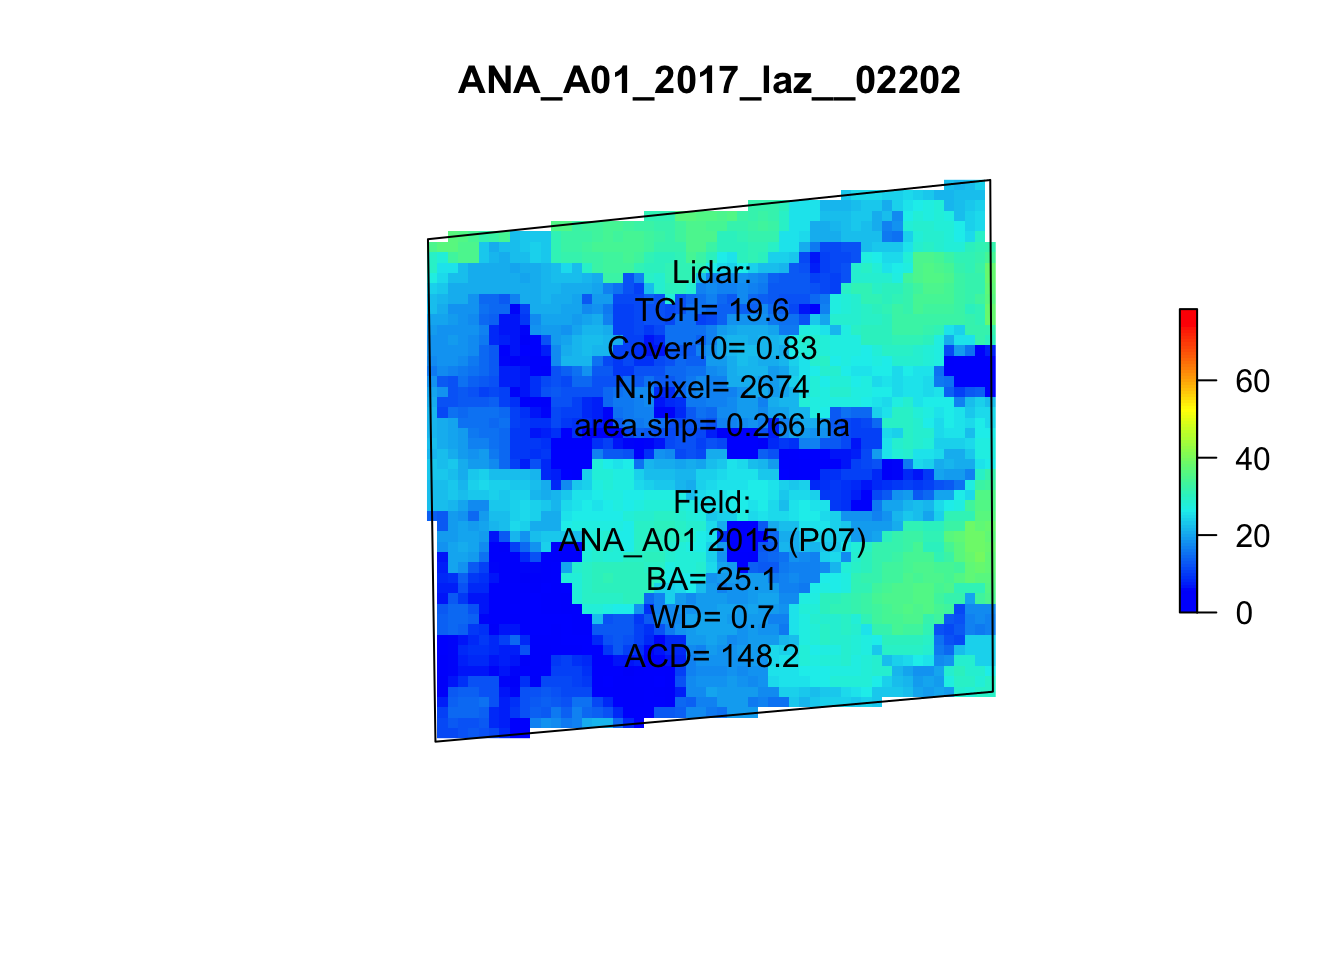 ANA_A01_2017_laz__02202
Lidar:
TCH= 19.6
Cover10= 0.83
N.pixel= 2674
area.shp= 0.266 ha
Field:
ANA_A01 2015 (P07)
BA= 25.1
WD= 0.7
ACD= 148.2
60
40
20
0